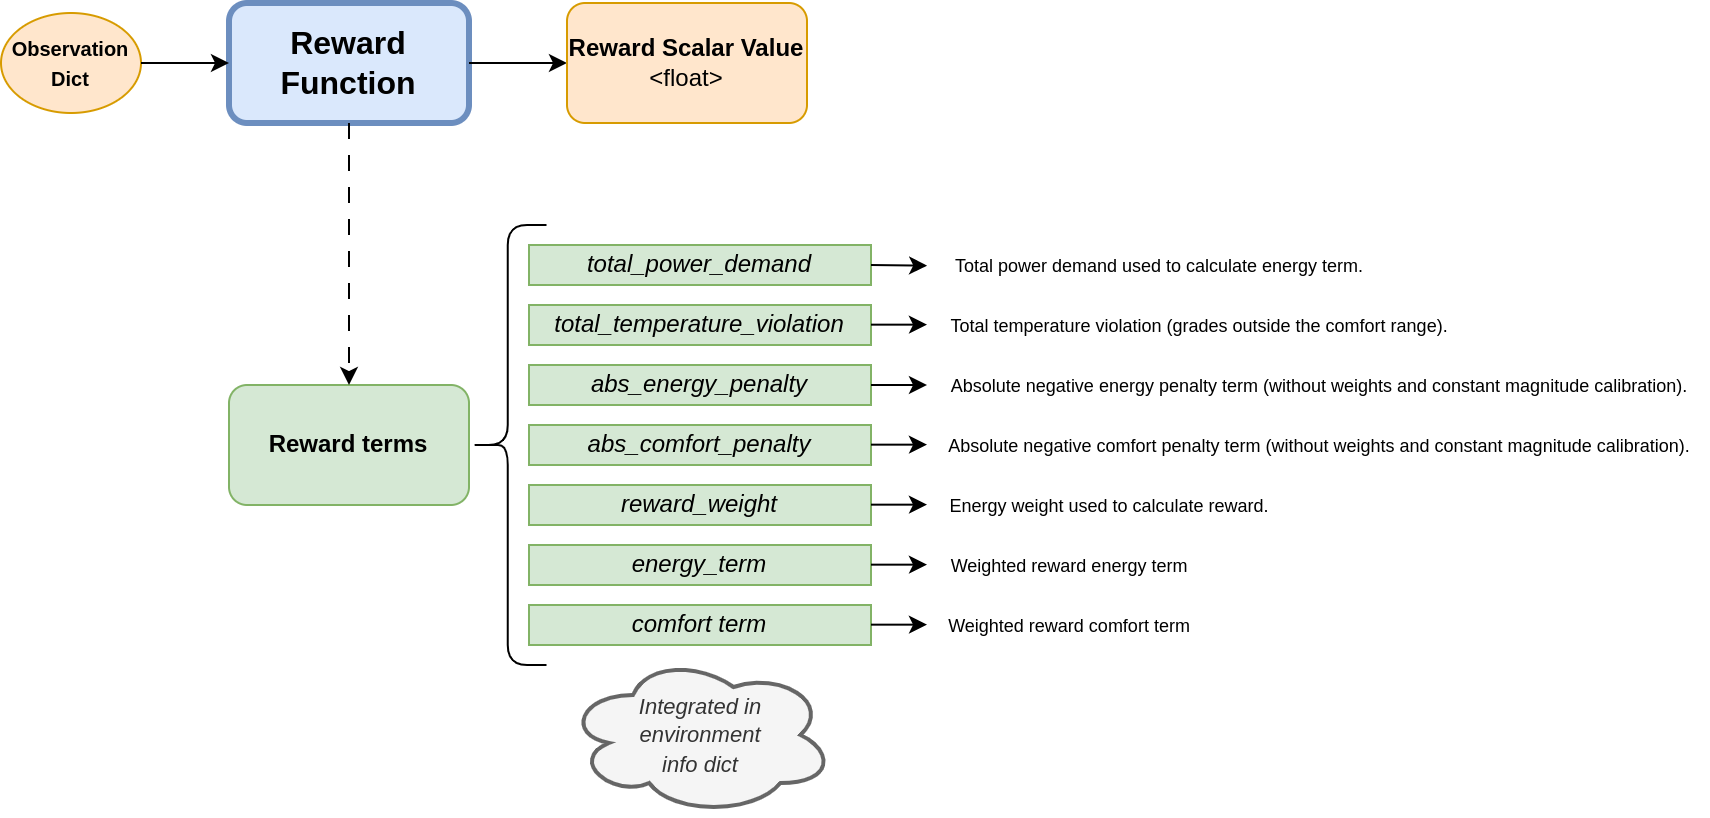 Observation
Dict
Reward
Function
Reward Scalar Value
<float>
total_power_demand
Total power demand used to calculate energy term.
total_temperature_violation
Total temperature violation (grades outside the comfort range).
abs_energy_penalty
Absolute negative energy penalty term (without weights and constant magnitude calibration).
Reward terms
abs_comfort_penalty
Absolute negative comfort penalty term (without weights and constant magnitude calibration).
reward_weight
Energy weight used to calculate reward.
energy_term
Weighted reward energy term
comfort term
Weighted reward comfort term
Integrated in
environment
info dict